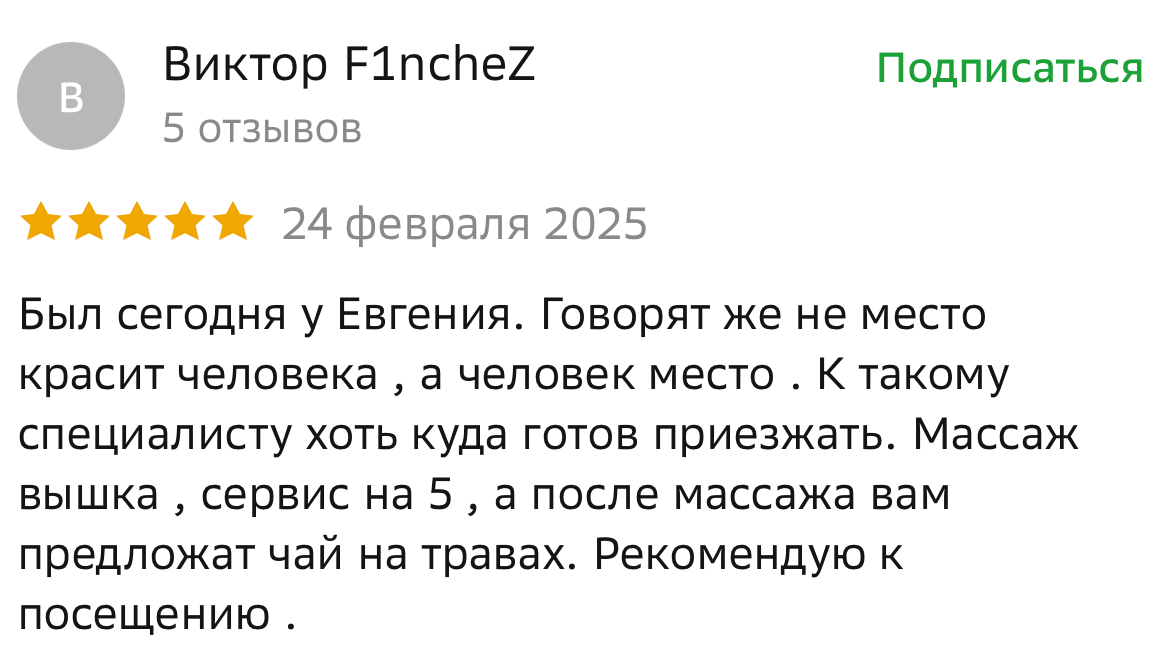 В
Виктор F1ncheZ
Подписаться
5 отзывов
24 февраля 2025
Был сегодня у Евгения. Говорят же не место
красит человека , а человек место . К такому
специалисту хоть куда готов приезжать. Массаж
вышка , сервис на 5 , а после массажа вам
предложат чай на травах. Рекомендую к
посещению .